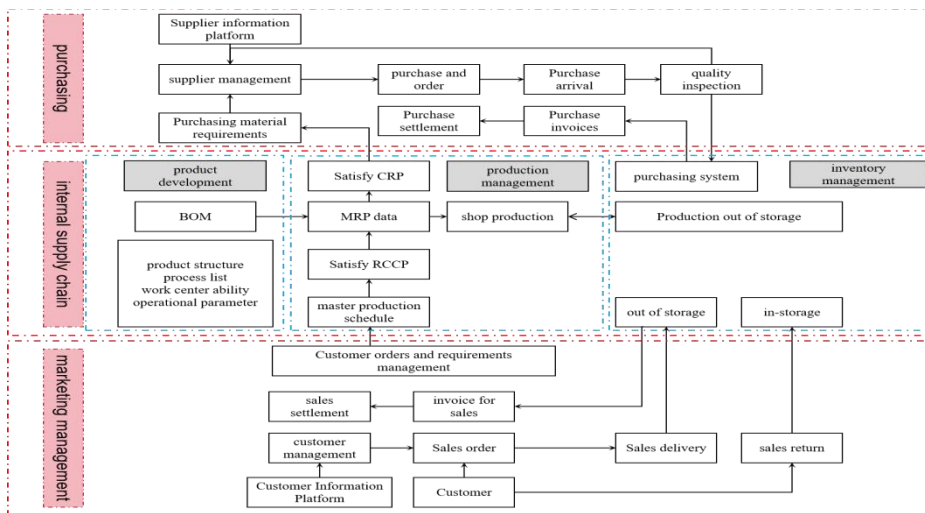 purchasing
Supplier information
platform
supplier management
purchase and
order
Purchase
arrival
quality
inspection
Purchasing material
requirements
Purchase
settlement
Purchase
invoices
internal supply chain
product
development
Satisfy CRP
production
management
purchasing system
inventory
management
BOM
MRP data
shop production
Production out of storage
product structure
process list
work center ability
operational parameter
Satisfy RCCP
master production
schedule
out of storage
in-storage
marketing management
Customer orders and requirements
management
sales
settlement
invoice for
sales
customer
management
Sales order
Sales delivery
sales return
Customer Information
Platform
Customer